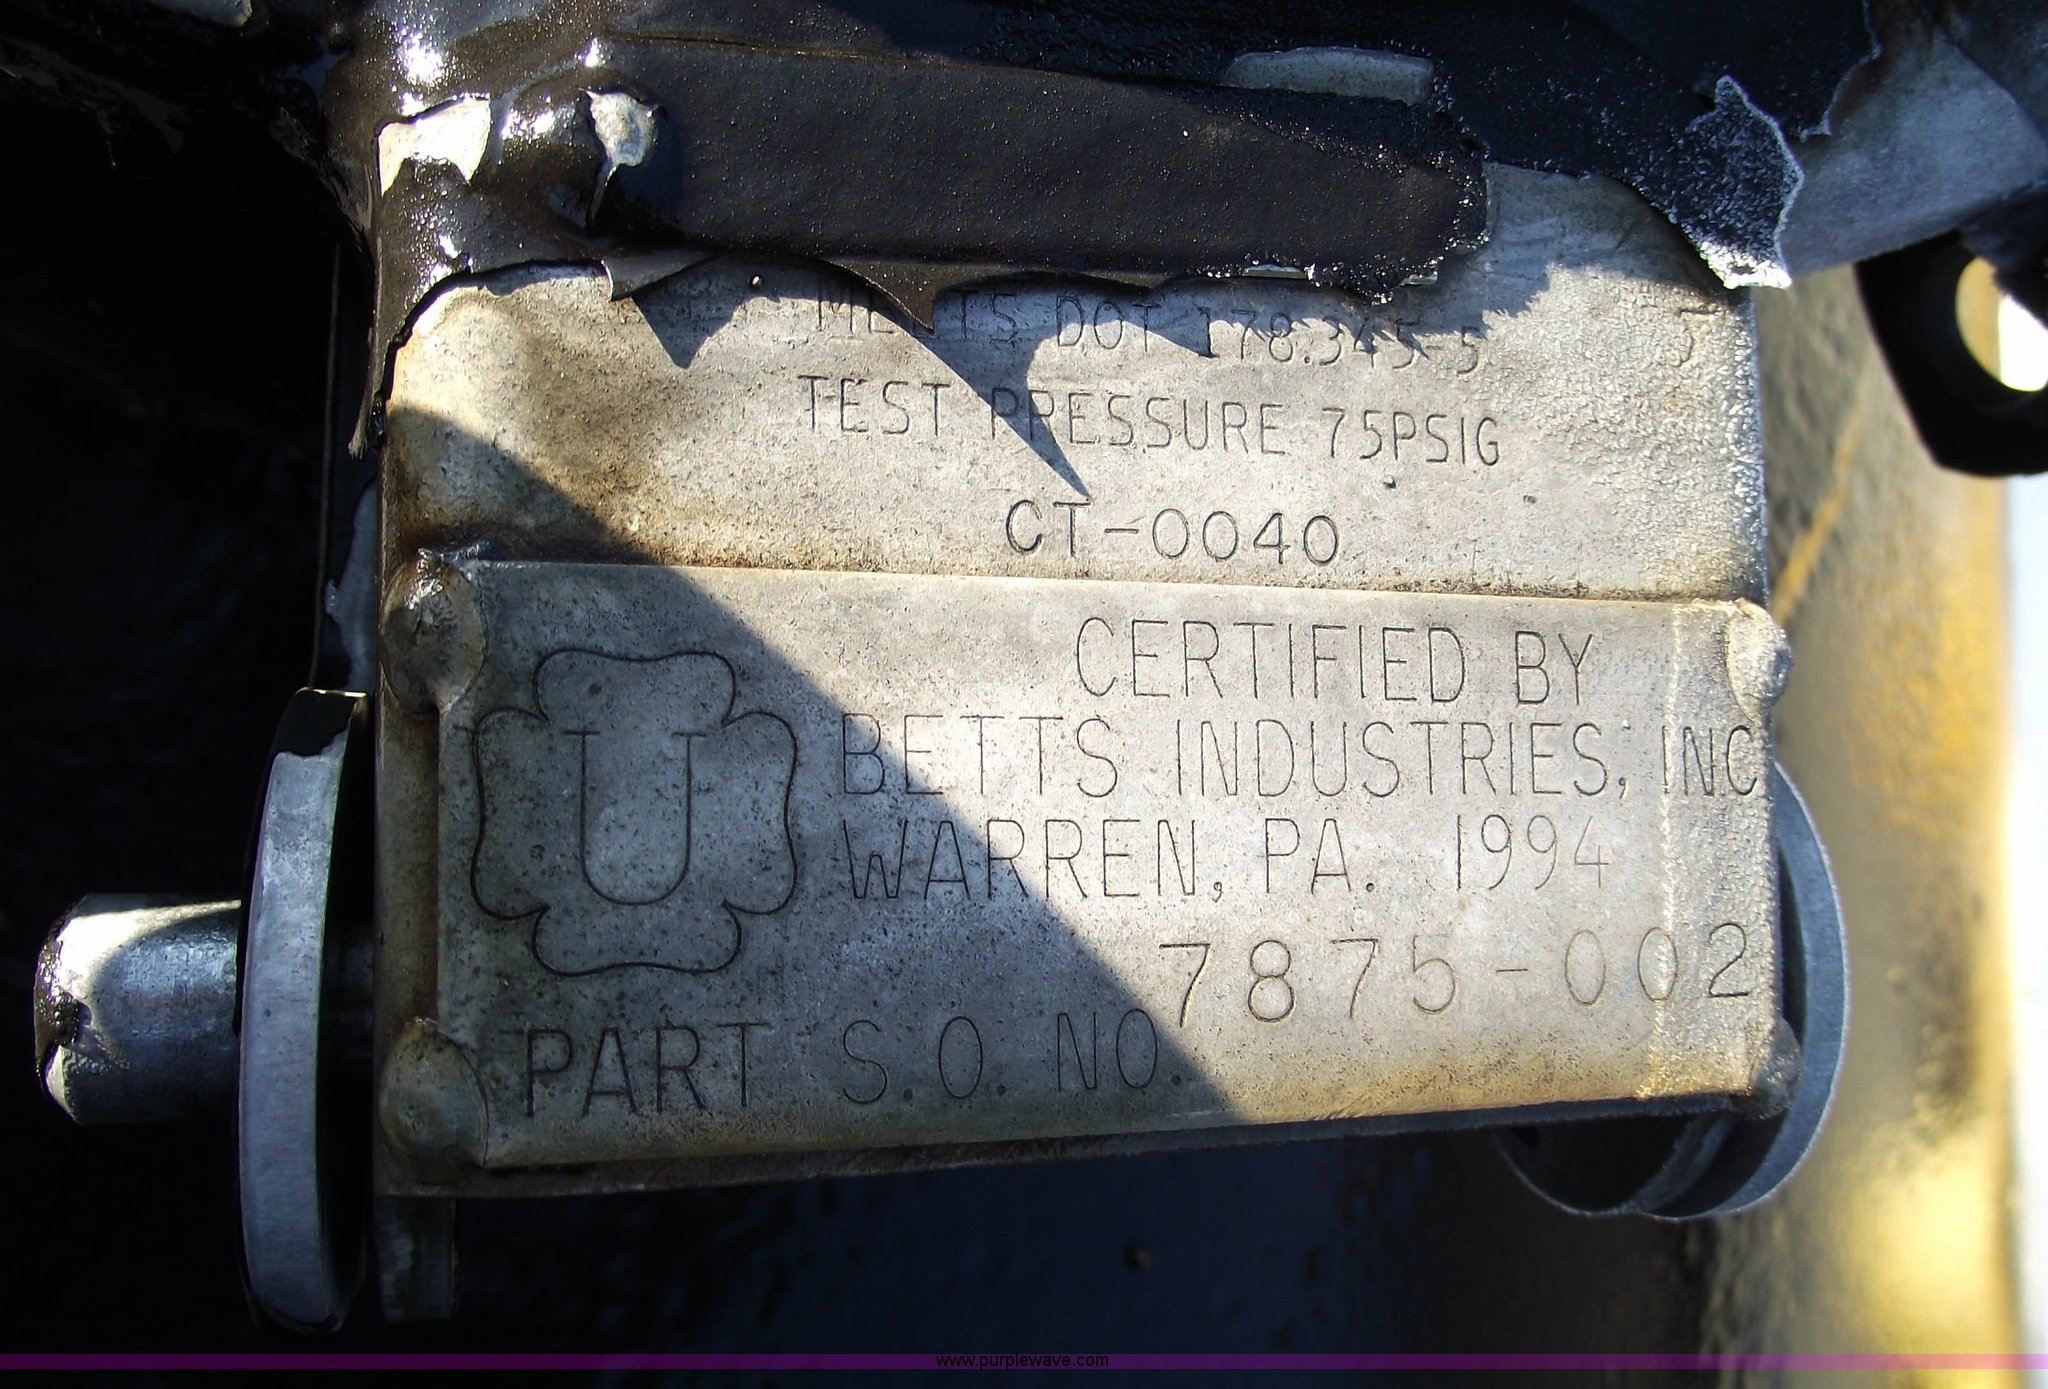 MEETS DOT 178.345-5
TEST PRESSURE 75PSIG
CT-0040
CERTIFIED BY
U
BETTS INDUSTRIES, INC
WARREN, PA. 1994
7875-002
PART S.O. NO.
www.purplewave.com